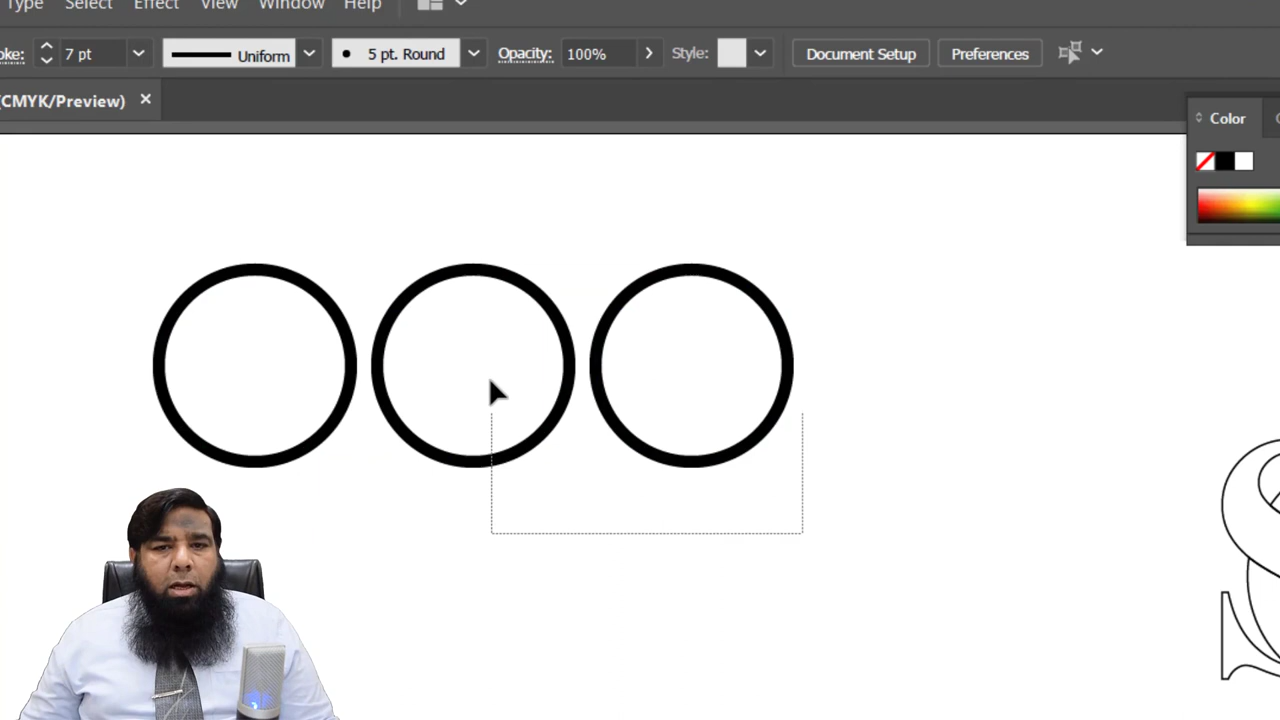 Type Select Effect View Window Help
oke: 7 pt Uniform 5 pt. Round Opacity: 100% Style: Document Setup Preferences
(CMYK/Preview) ×
Color